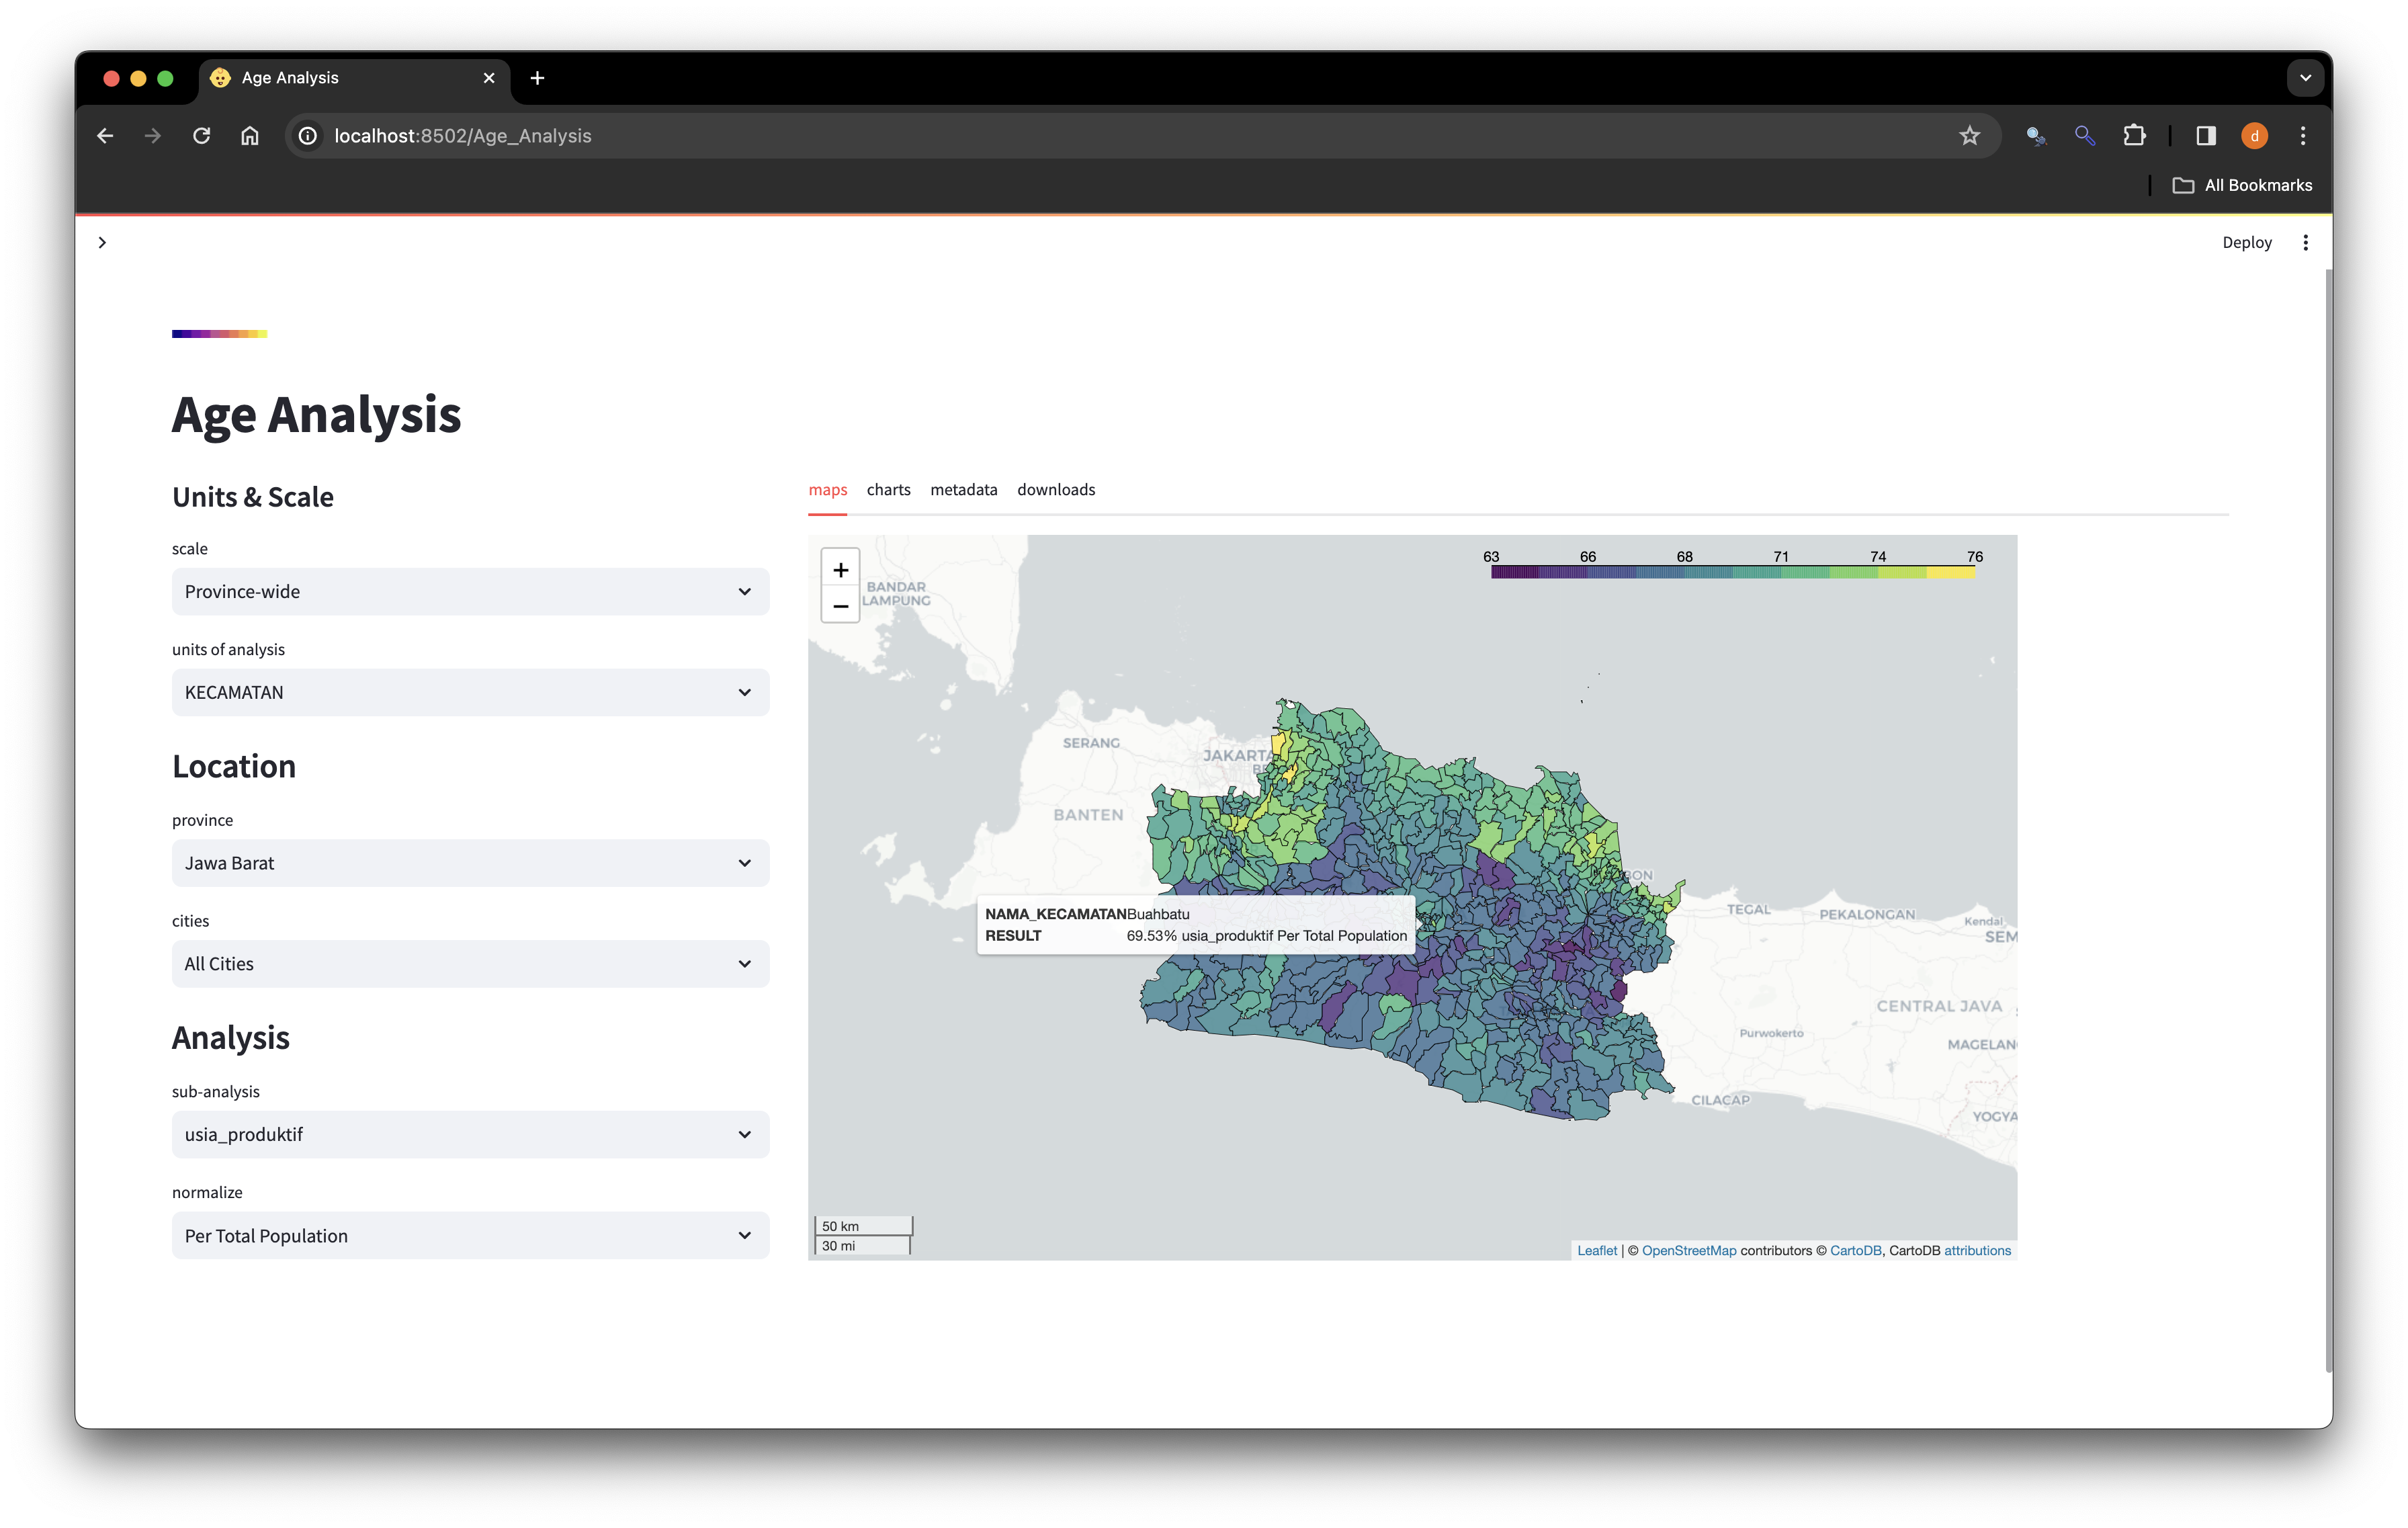 Age Analysis
localhost:8502/Age_Analysis
d
All Bookmarks
Deploy
Age Analysis
Units & Scale
scale
Province-wide
units of analysis
KECAMATAN
Location
province
Jawa Barat
cities
All Cities
Analysis
sub-analysis
usia_produktif
normalize
Per Total Population
maps charts metadata downloads
+
−
63 66 68 71 74 76
BANDAR
LAMPUNG
SERANG
JAKARTA
BANTEN
NAMA_KECAMATAN Buahbatu
RESULT 69.53% usia_produktif Per Total Population
TEGAL
PEKALONGAN
Kendal
SEM
CENTRAL JAVA
Purwokerto
MAGELAN
CILACAP
YOGYA
50 km
30 mi
Leaflet | © OpenStreetMap contributors © CartoDB, CartoDB attributions